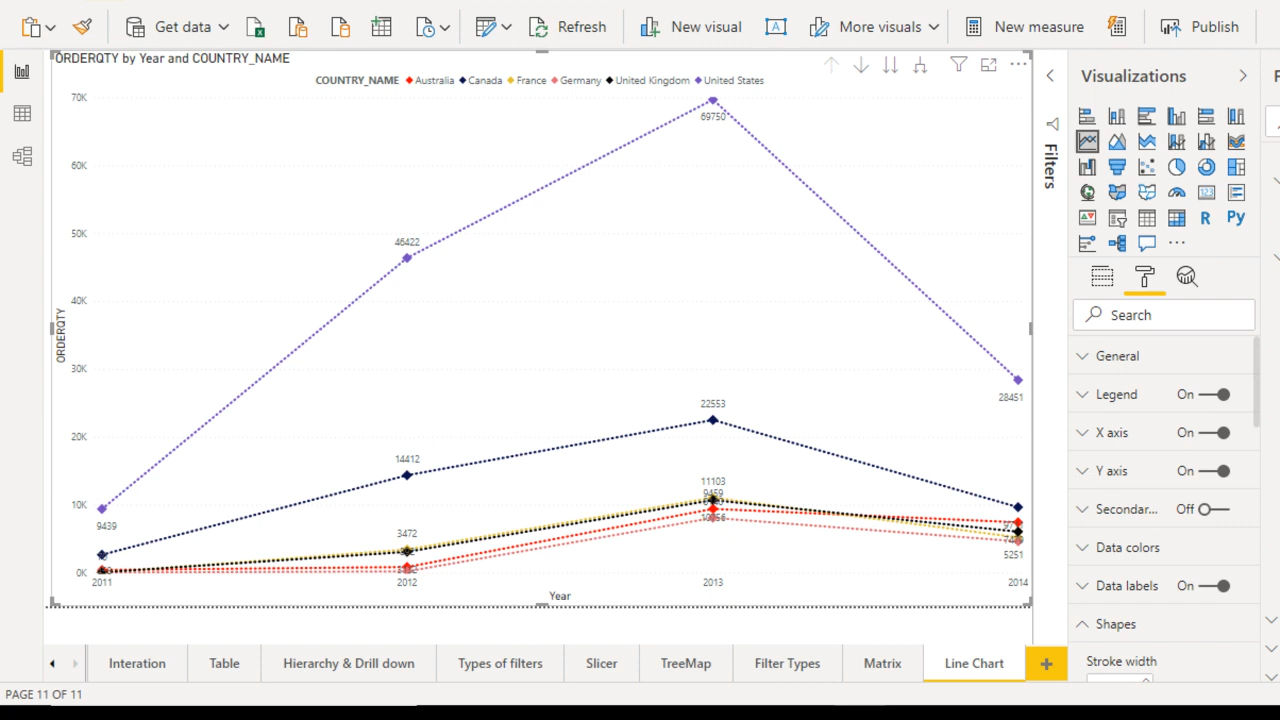 Get data
Refresh
New visual
More visuals
New measure
Publish
ORDERQTY by Year and COUNTRY_NAME
COUNTRY_NAME Australia Canada France Germany United Kingdom United States
70K
60K
50K
40K
30K
20K
10K
0K
ORDERQTY
9439
46422
69750
28451
14412
22553
3472
11103
9459
5251
2011
2012
2013
2014
Year
Filters
Visualizations
R
Py
123
Search
General
Legend On
X axis On
Y axis On
Secondar... Off
Data colors
Data labels On
Shapes
Stroke width
Interation
Table
Hierarchy & Drill down
Types of filters
Slicer
TreeMap
Filter Types
Matrix
Line Chart
PAGE 11 OF 11